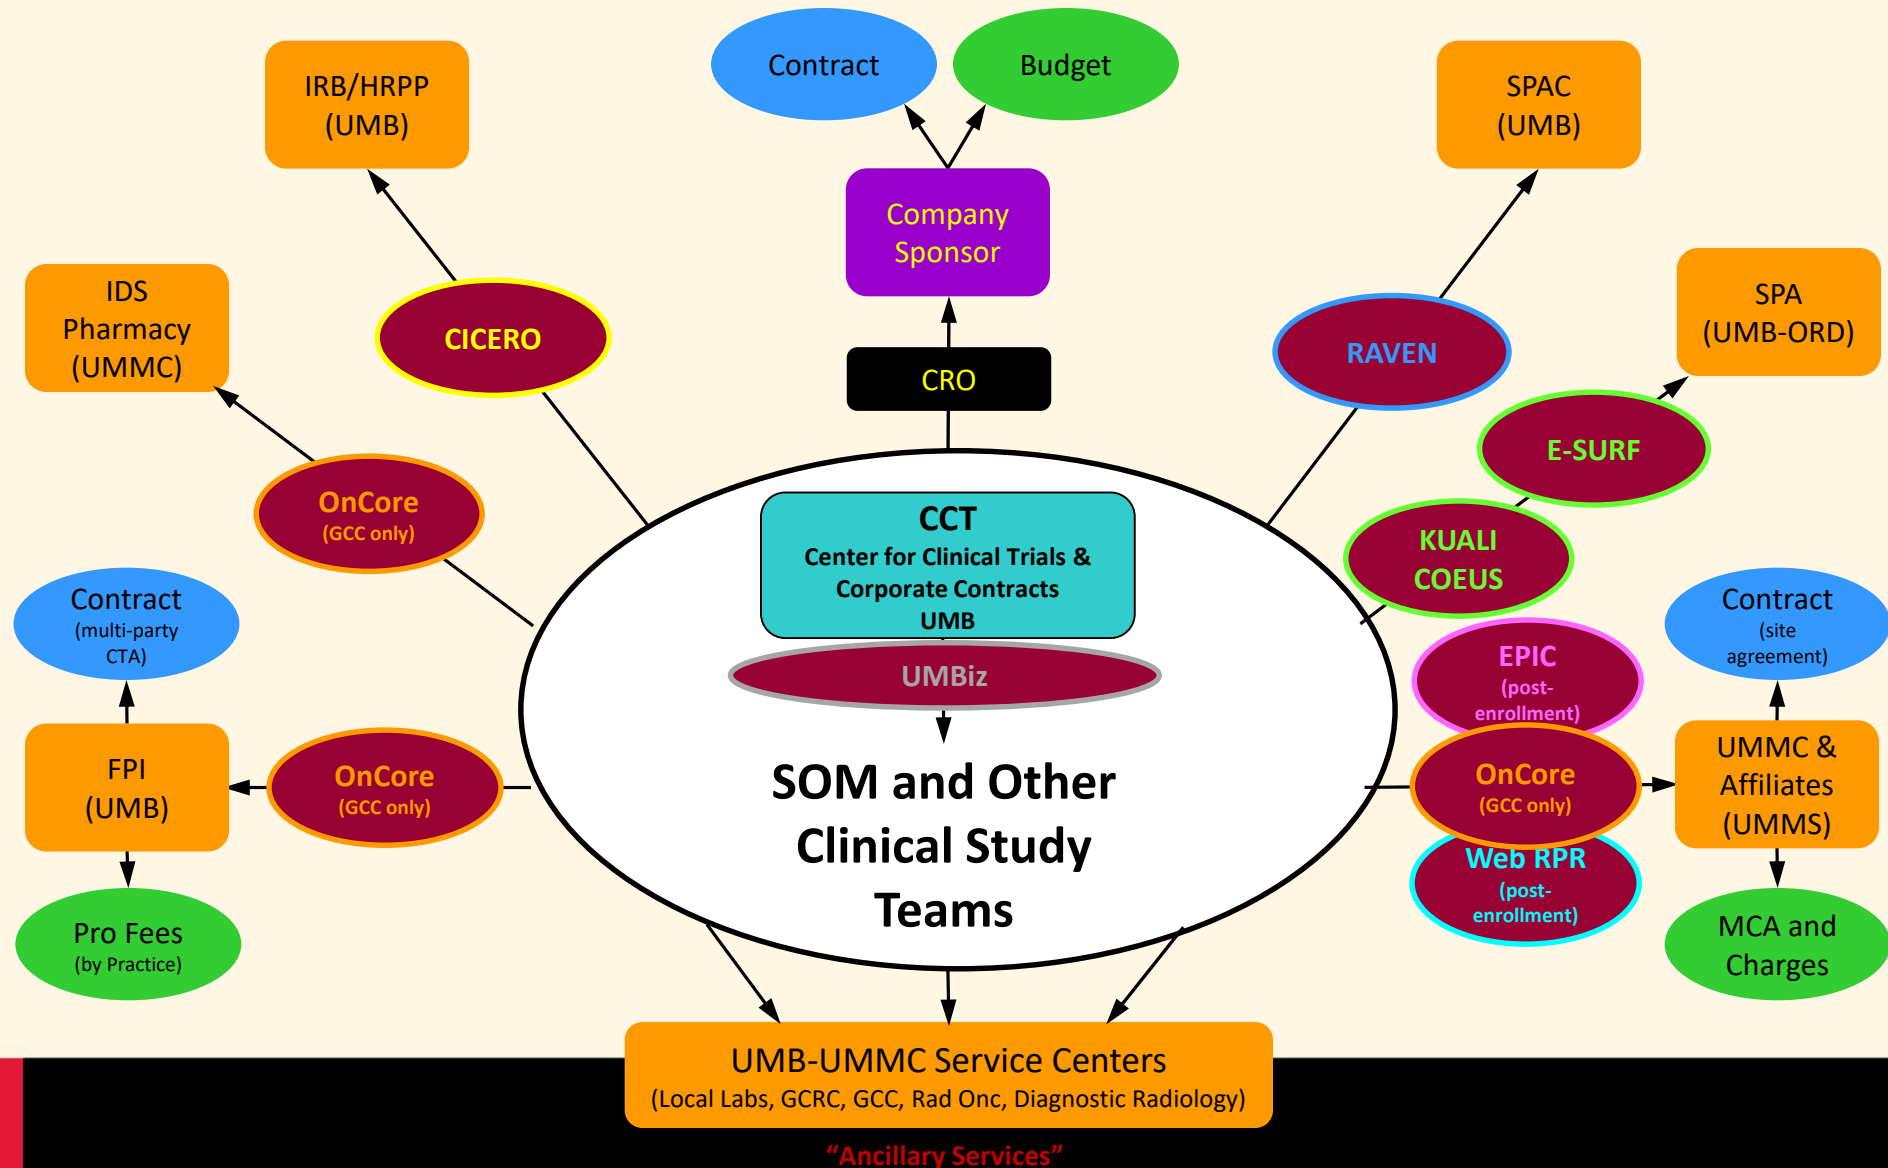 Contract
Budget
IRB/HRPP
(UMB)
SPAC
(UMB)
Company
Sponsor
IDS
Pharmacy
(UMMC)
CICERO
RAVEN
SPA
(UMB-ORD)
CRO
E-SURF
OnCore
(GCC only)
CCT
Center for Clinical Trials &
Corporate Contracts
UMB
KUALI
COEUS
Contract
(multi-party
CTA)
UMBiz
EPIC
(post-
enrollment)
Contract
(site
agreement)
FPI
(UMB)
OnCore
(GCC only)
SOM and Other
Clinical Study
Teams
OnCore
(GCC only)
UMMC &
Affiliates
(UMMS)
Web RPR
(post-
enrollment)
Pro Fees
(by Practice)
MCA and
Charges
UMB-UMMC Service Centers
(Local Labs, GCRC, GCC, Rad Onc, Diagnostic Radiology)
“Ancillary Services”